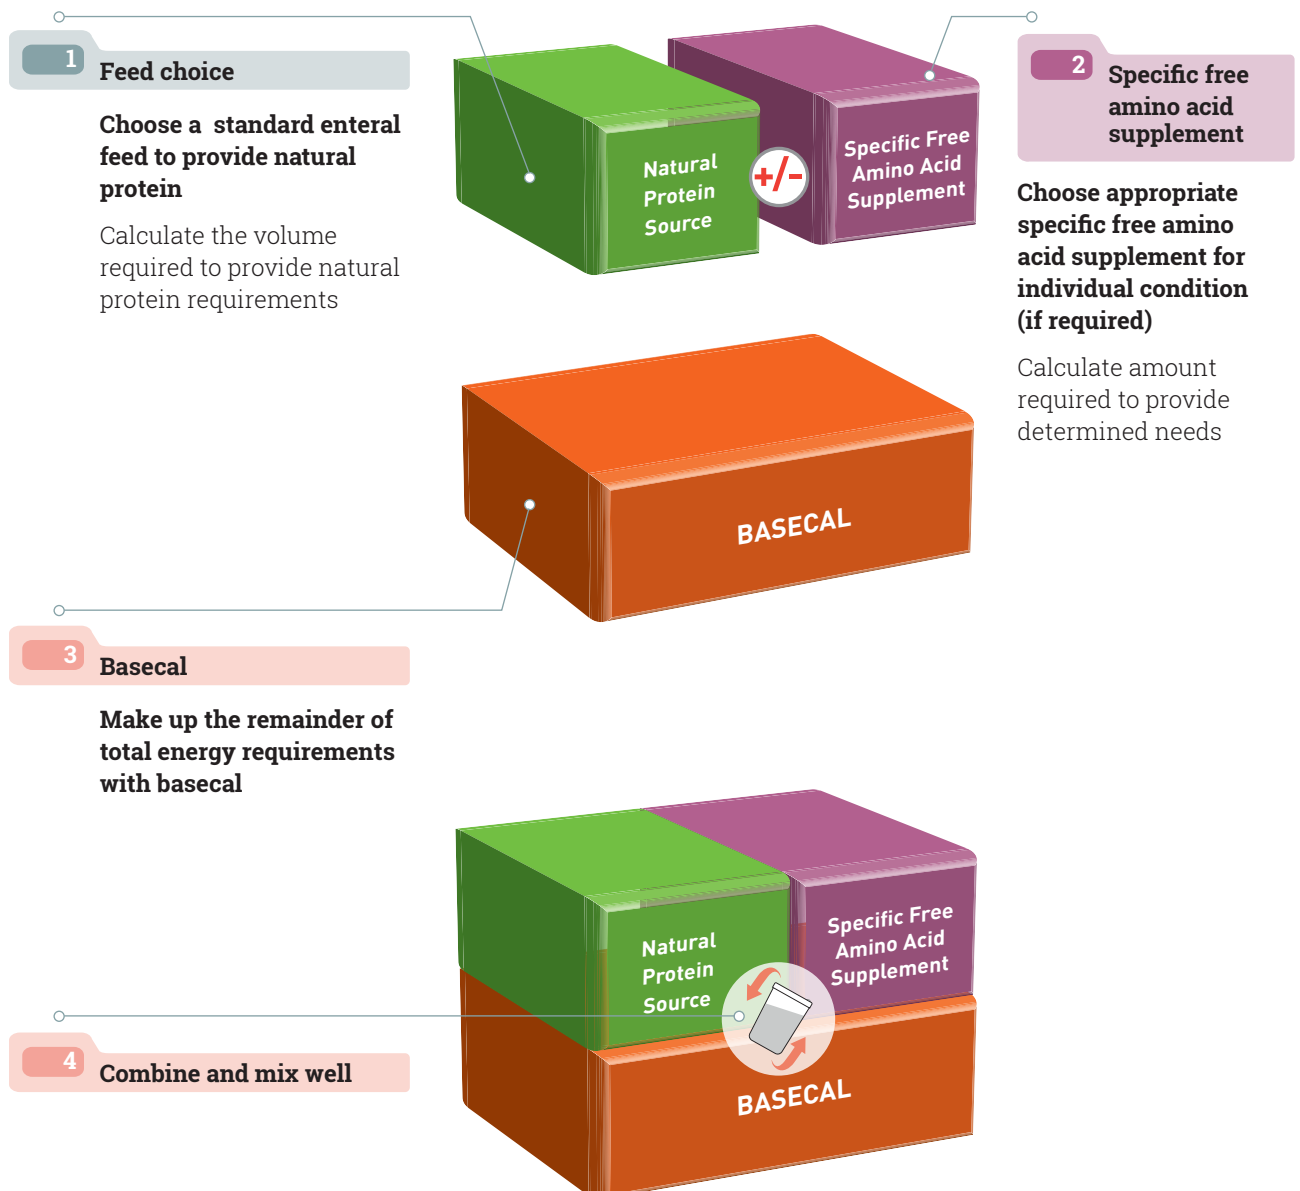 1
Feed choice
Choose a standard enteral
feed to provide natural
protein
Calculate the volume
required to provide natural
protein requirements
Natural
Protein
Source
+/-
Specific Free
Amino Acid
Supplement
2
Specific free
amino acid
supplement
Choose appropriate
specific free amino
acid supplement for
individual condition
(if required)
Calculate amount
required to provide
determined needs
BASECAL
3
Basecal
Make up the remainder of
total energy requirements
with basecal
Natural
Protein
Source
Specific Free
Amino Acid
Supplement
4
Combine and mix well
BASECAL